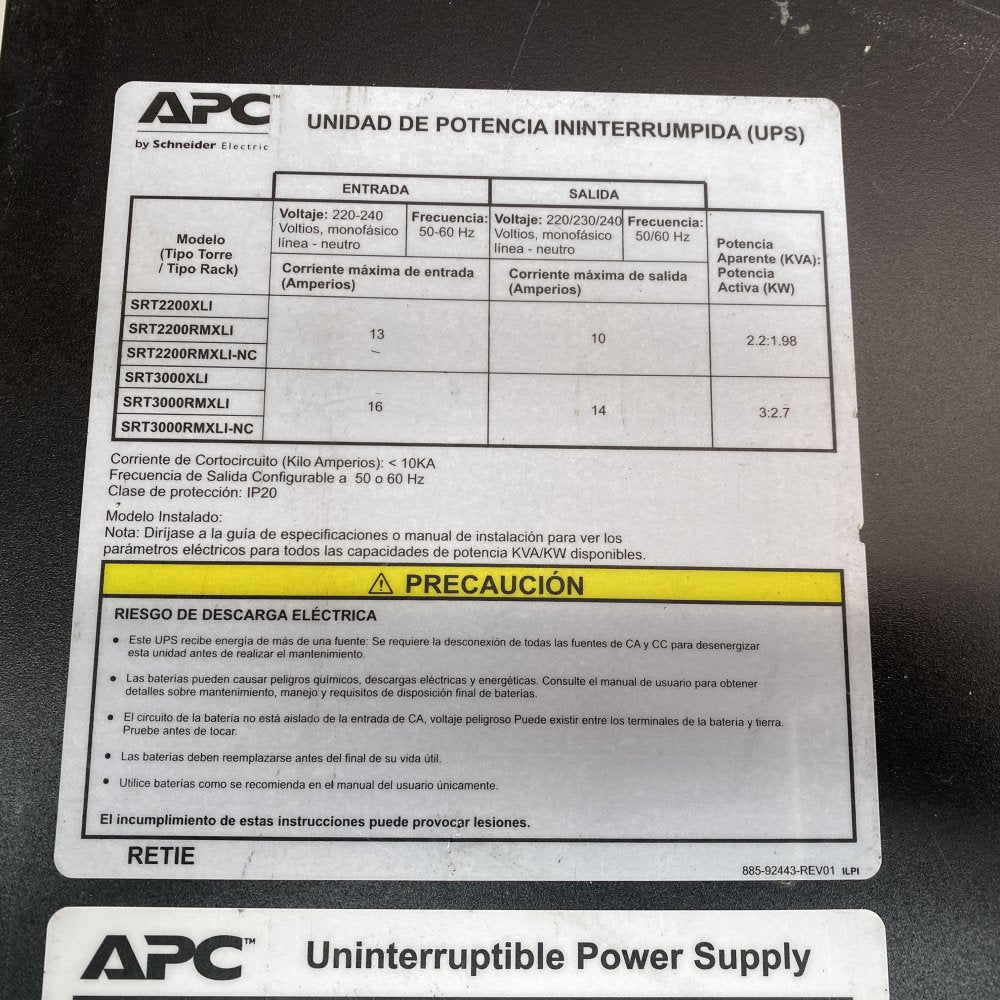 APC™
by Schneider Electric
UNIDAD DE POTENCIA ININTERRUMPIDA (UPS)
ENTRADA
SALIDA
Modelo
(Tipo Torre
/ Tipo Rack)
Voltaje: 220-240
Voltios, monofásico
línea - neutro
Frecuencia:
50-60 Hz
Voltaje: 220/230/240
Voltios, monofásico
línea - neutro
Frecuencia:
50/60 Hz
Potencia
Aparente (KVA):
Potencia
Activa (KW)
Corriente máxima de entrada
(Amperios)
Corriente máxima de salida
(Amperios)
SRT2200XLI
SRT2200RMXLI
SRT2200RMXLI-NC
13
10
2.2:1.98
SRT3000XLI
SRT3000RMXLI
SRT3000RMXLI-NC
16
14
3:2.7
Corriente de Cortocircuito (Kilo Amperios): < 10KA
Frecuencia de Salida Configurable a 50 o 60 Hz
Clase de protección: IP20
Modelo Instalado:
Nota: Diríjase a la guía de especificaciones o manual de instalación para ver los
parámetros eléctricos para todos las capacidades de potencia KVA/KW disponibles.
⚠ PRECAUCIÓN
RIESGO DE DESCARGA ELÉCTRICA
• Este UPS recibe energía de más de una fuente: Se requiere la desconexión de todas las fuentes de CA y CC para desenergizar
esta unidad antes de realizar el mantenimiento.
• Las baterías pueden causar peligros químicos, descargas eléctricas y energéticas. Consulte el manual de usuario para obtener
detalles sobre mantenimiento, manejo y requisitos de disposición final de baterías.
• El circuito de la batería no está aislado de la entrada de CA, voltaje peligroso Puede existir entre los terminales de la batería y tierra.
Pruebe antes de tocar.
• Las baterías deben reemplazarse antes del final de su vida útil.
• Utilice baterías como se recomienda en el manual del usuario únicamente.
El incumplimiento de estas instrucciones puede provocar lesiones.
RETIE
885-92443-REV01 ILPI
APC™
Uninterruptible Power Supply